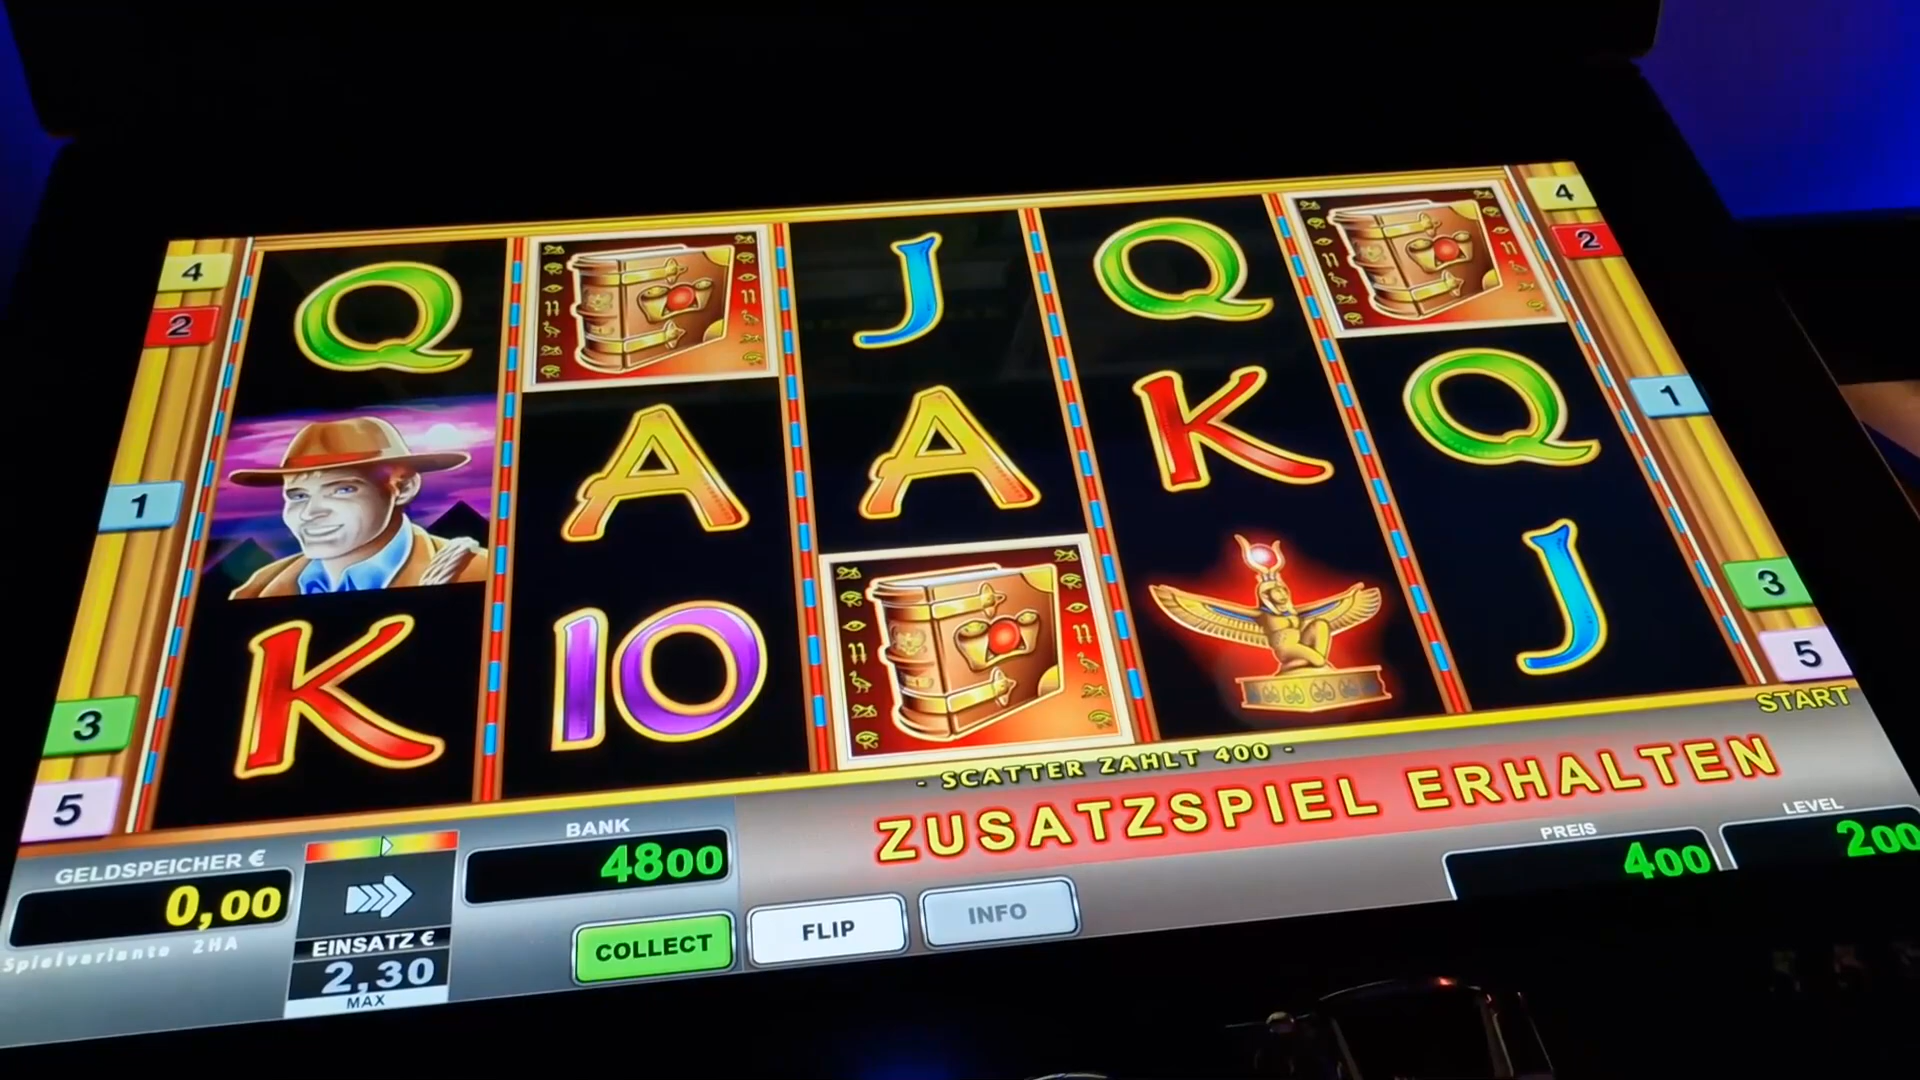 4 Q J Q 4
2 2
A A K Q 1
1
K 10 J 3
3 5
5
START
- SCATTER ZAHLT 400 -
ZUSATZSPIEL ERHALTEN
GELDSPEICHER € BANK PREIS LEVEL
0,00 4800 400 200
Spielvariante 2HA
EINSATZ € COLLECT FLIP INFO
2,30
MAX